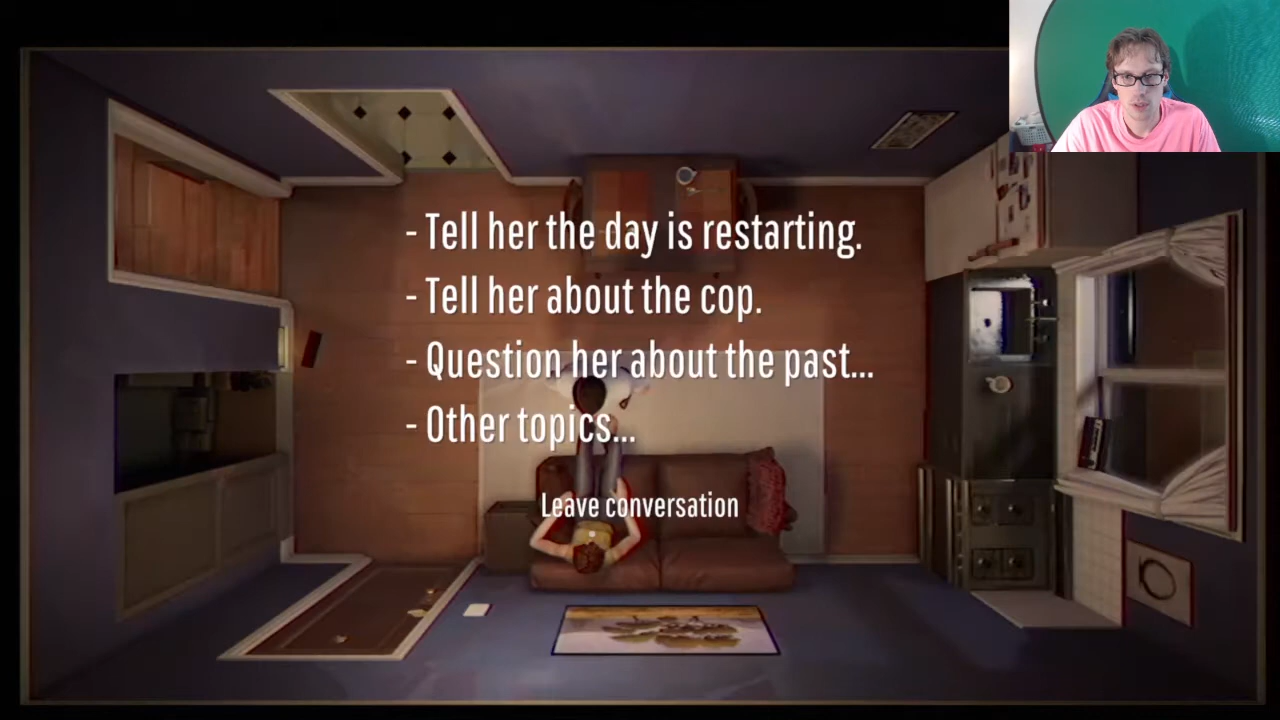 - Tell her the day is restarting.
- Tell her about the cop.
- Question her about the past...
- Other topics...
Leave conversation